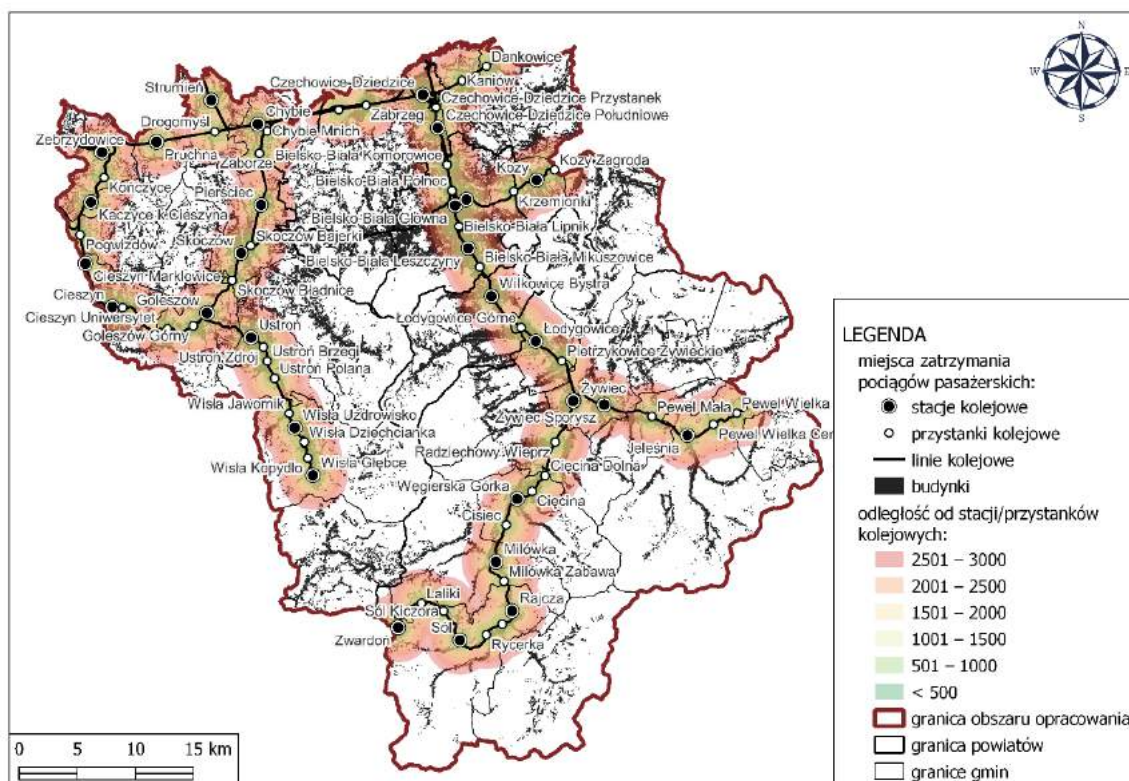 N
W
E
S
Dankowice
Kaniów
Czechowice-Dziedzice
Strumień
Czechowice-Dziedzice Przystanek
Chybie
Zabrzeg
Czechowice-Dziedzice Południowe
Drogomyśl
Chybie Mnich
Zebrzydowice
Pruchna
Zaborze
Bielsko-Biała Komorowice
Kozy Zagroda
Kozy
Kończyce
Pierściec
Bielsko-Biała Północ
Krzemionki
Kaczyce k.Cieszyna
Bielsko-Biała Główna
Bielsko-Biała Lipnik
Pogwizdów
Skoczów
Skoczów Bajerki
Bielsko-Biała Leszczyny
Bielsko-Biała Mikuszowice
Cieszyn Marklowice
Skoczów Bładnice
Wilkowice Bystra
Cieszyn
Goleszów
Cieszyn Uniwersytet
Łodygowice Górne
Łodygowice
Goleszów Górny
Ustroń
Ustroń Zdrój
Ustroń Brzegi
Pietrzykowice Żywieckie
Ustroń Polana
Żywiec
Wisła Jawornik
Wisła Uzdrowisko
Żywiec Sporysz
Pewel Mała
Pewel Wielka
Wisła Dziechcianka
Pewel Wielka Cen
Radziechowy Wieprz
Jeleśnia
Wisła Głębce
Cięcina Dolna
Wisła Kopydło
Węgierska Górka
Cięcina
Cisiec
Milówka
Milówka Zabawa
Laliki
Rajcza
Sól Kiczora
Sól
Zwardoń
Rycerka
0 5 10 15 km
LEGENDA
miejsca zatrzymania
pociągów pasażerskich:
stacje kolejowe
przystanki kolejowe
linie kolejowe
budynki
odległość od stacji/przystanków
kolejowych:
2501 – 3000
2001 – 2500
1501 – 2000
1001 – 1500
501 – 1000
< 500
granica obszaru opracowania
granica powiatów
granice gmin